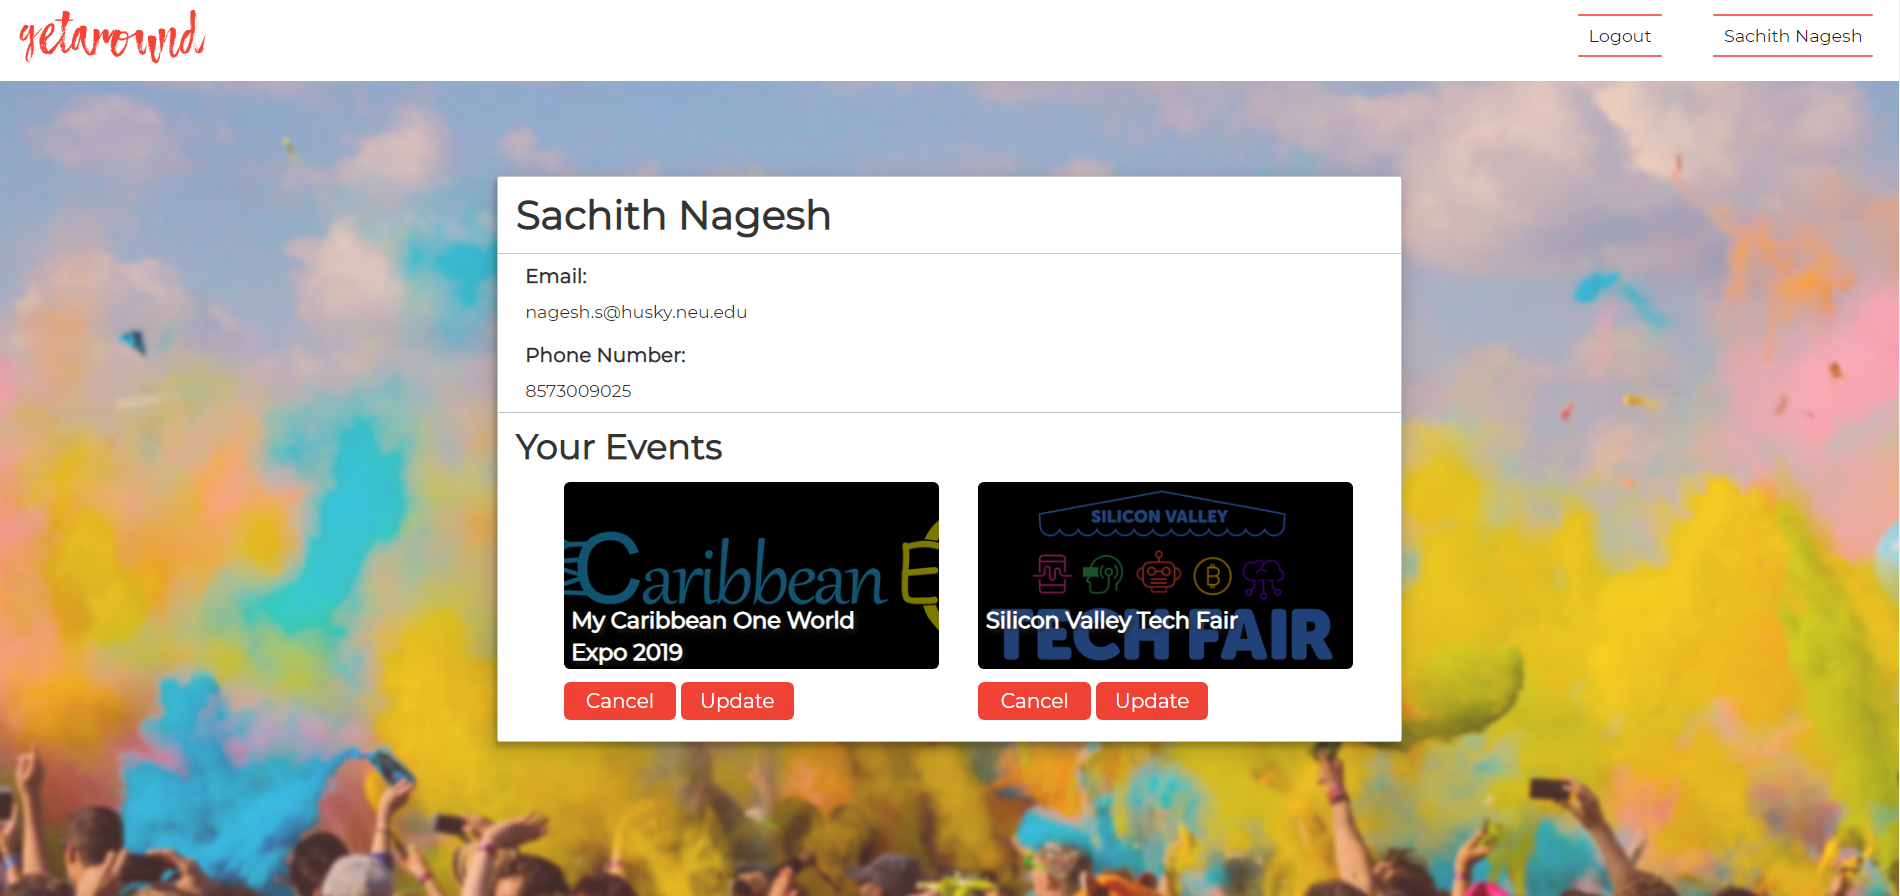 getaround
Logout
Sachith Nagesh
Sachith Nagesh
Email:
nagesh.s@husky.neu.edu
Phone Number:
8573009025
Your Events
Caribbean
My Caribbean One World
Expo 2019
Cancel
Update
SILICON VALLEY
TECH FAIR
Silicon Valley Tech Fair
Cancel
Update